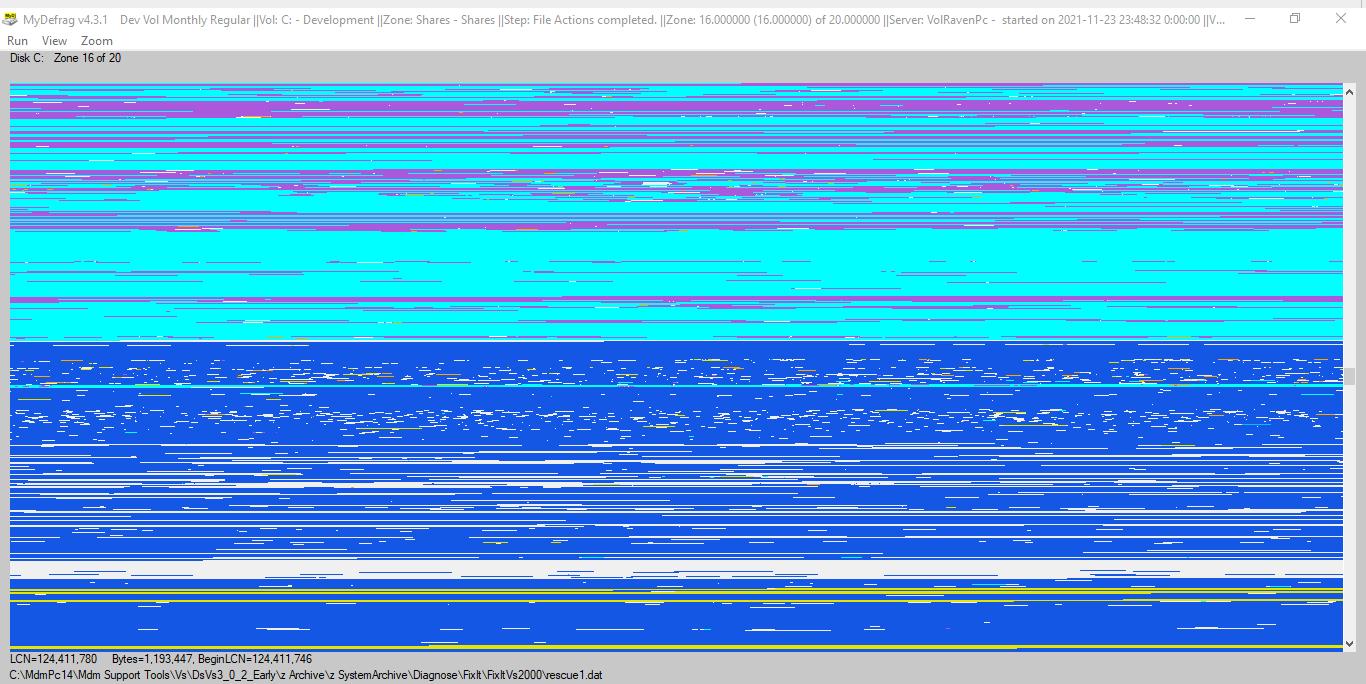 MyDefrag v4.3.1 Dev Vol Monthly Regular ||Vol: C: - Development ||Zone: Shares - Shares ||Step: File Actions completed. ||Zone: 16.000000 (16.000000) of 20.000000 ||Server: VolRavenPc - started on 2021-11-23 23:48:32 0:00:00 ||V...
Run View Zoom
Disk C: Zone 16 of 20
LCN=124,411,780 Bytes=1,193,447, BeginLCN=124,411,746
C:\MdmPc14\Mdm Support Tools\Vs\DsVs3_0_2_Early\z Archive\z SystemArchive\Diagnose\FixIt\FixItVs2000\rescue1.dat